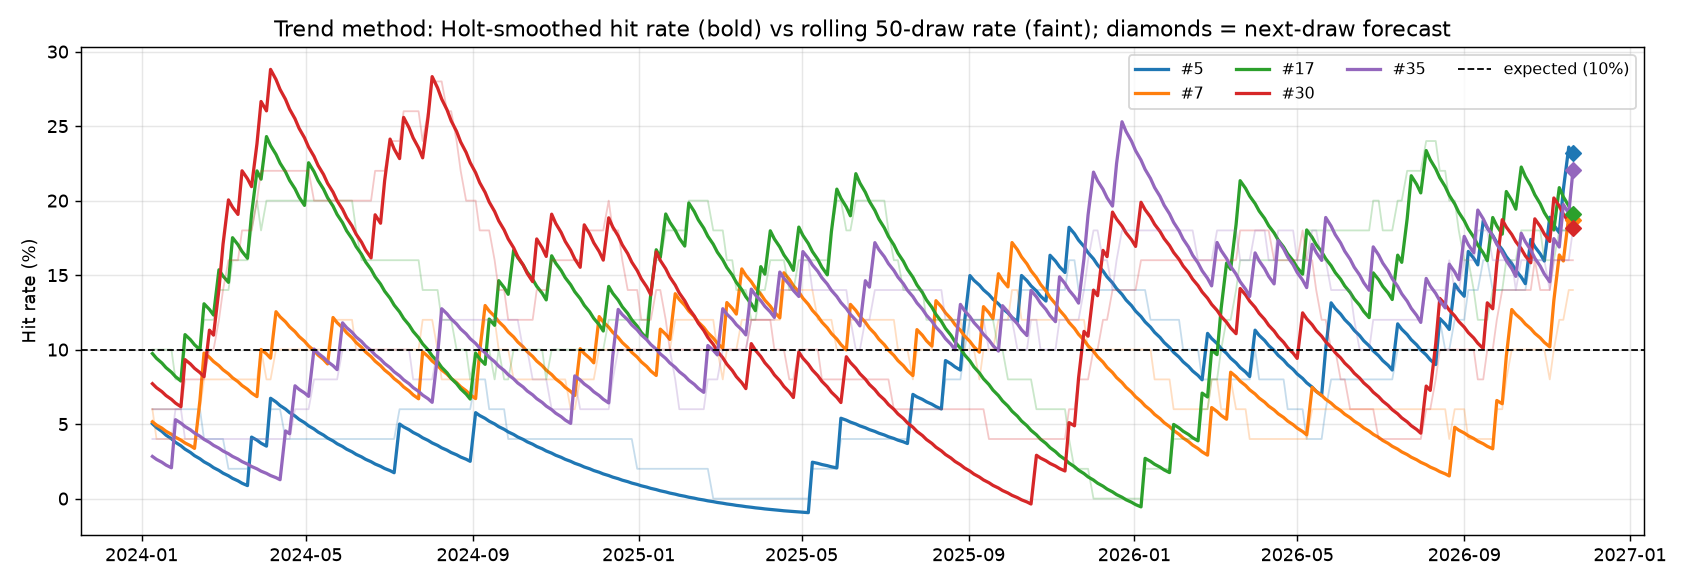 Trend method: Holt-smoothed hit rate (bold) vs rolling 50-draw rate (faint); diamonds = next-draw forecast
#5 #17 #35 expected (10%)
#7 #30
Hit rate (%)
30
25
20
15
10
5
0
2024-01 2024-05 2024-09 2025-01 2025-05 2025-09 2026-01 2026-05 2026-09 2027-01